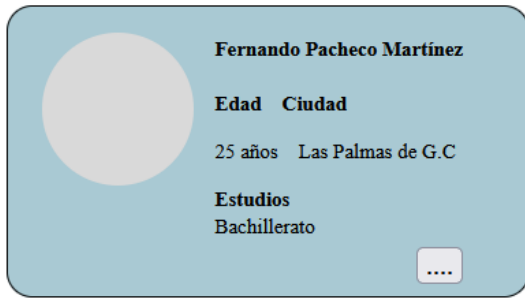 Fernando Pacheco Martínez
Edad Ciudad
25 años Las Palmas de G.C
Estudios
Bachillerato
....